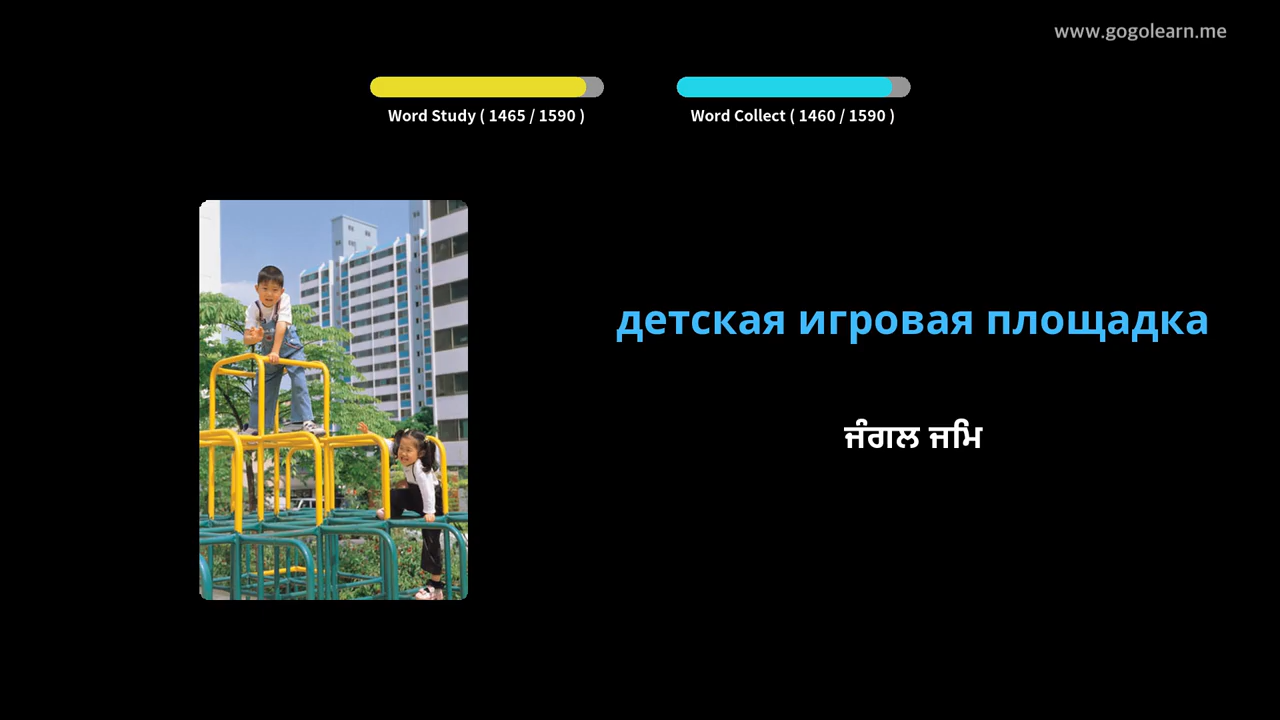 www.gogolearn.me
Word Study ( 1465 / 1590 )
Word Collect ( 1460 / 1590 )
детская игровая площадка
ਜੰਗਲ ਜਮਿ